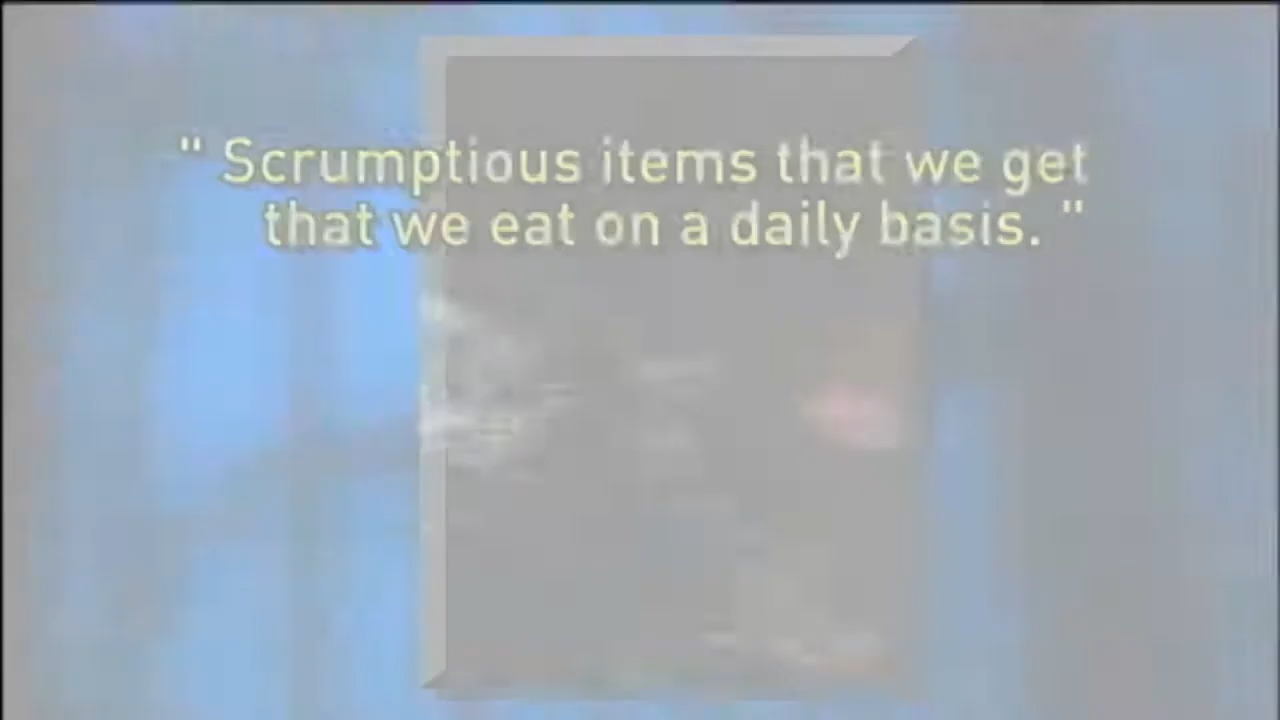 " Scrumptious items that we get
that we eat on a daily basis. "